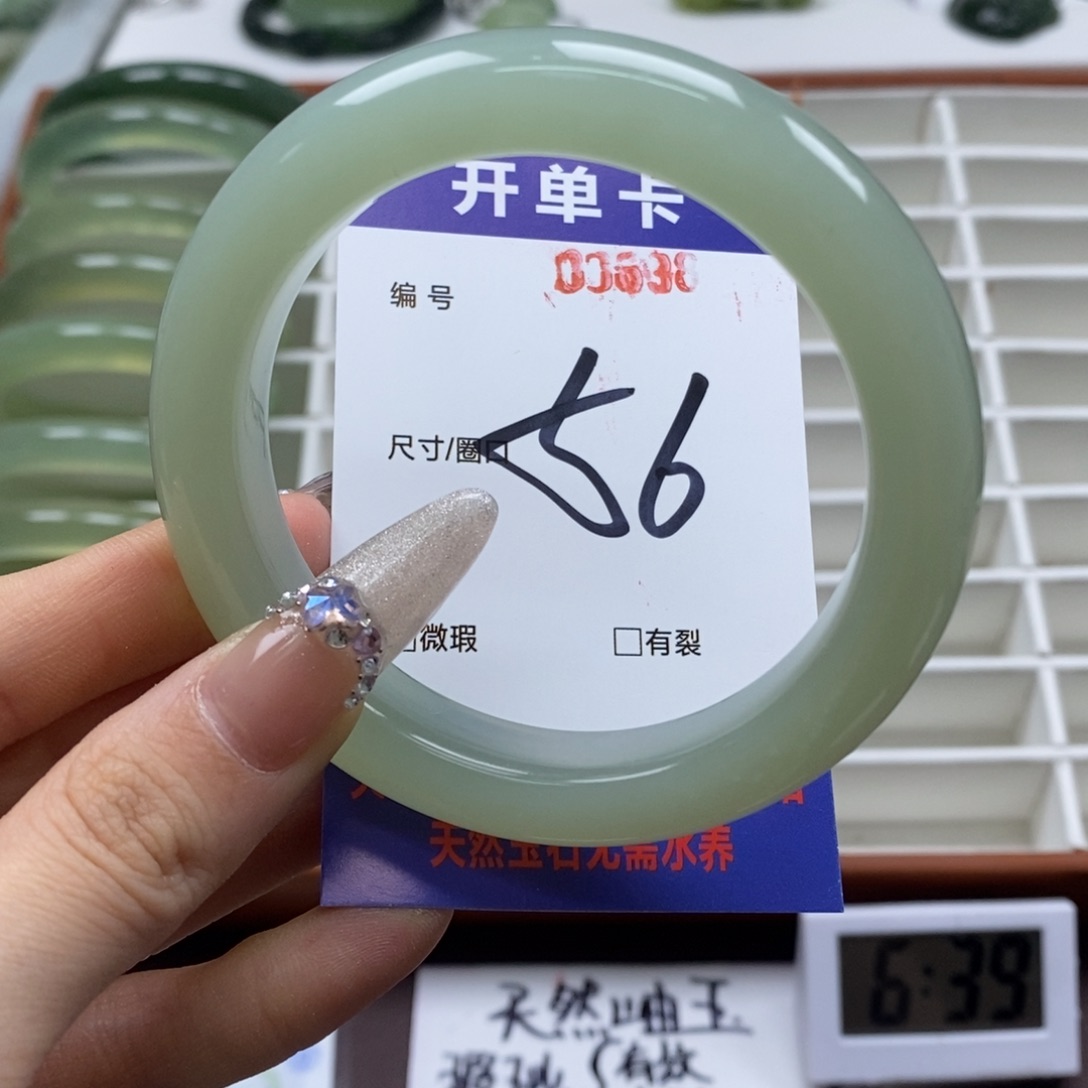 开单卡
编号
尺寸/圈口
56
微瑕 有裂
天然玉石无需水养
6:39
天然岫玉